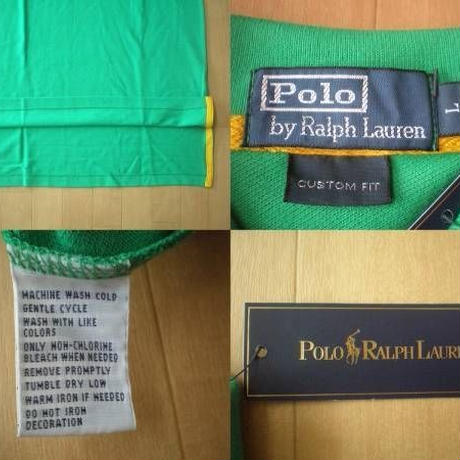 Polo
by Ralph Lauren
L
CUSTOM FIT
MACHINE WASH COLD
GENTLE CYCLE
WASH WITH LIKE
COLORS
ONLY NON-CHLORINE
BLEACH WHEN NEEDED
REMOVE PROMPTLY
TUMBLE DRY LOW
WARM IRON IF NEEDED
DO NOT IRON
DECORATION
POLO RALPH LAURE